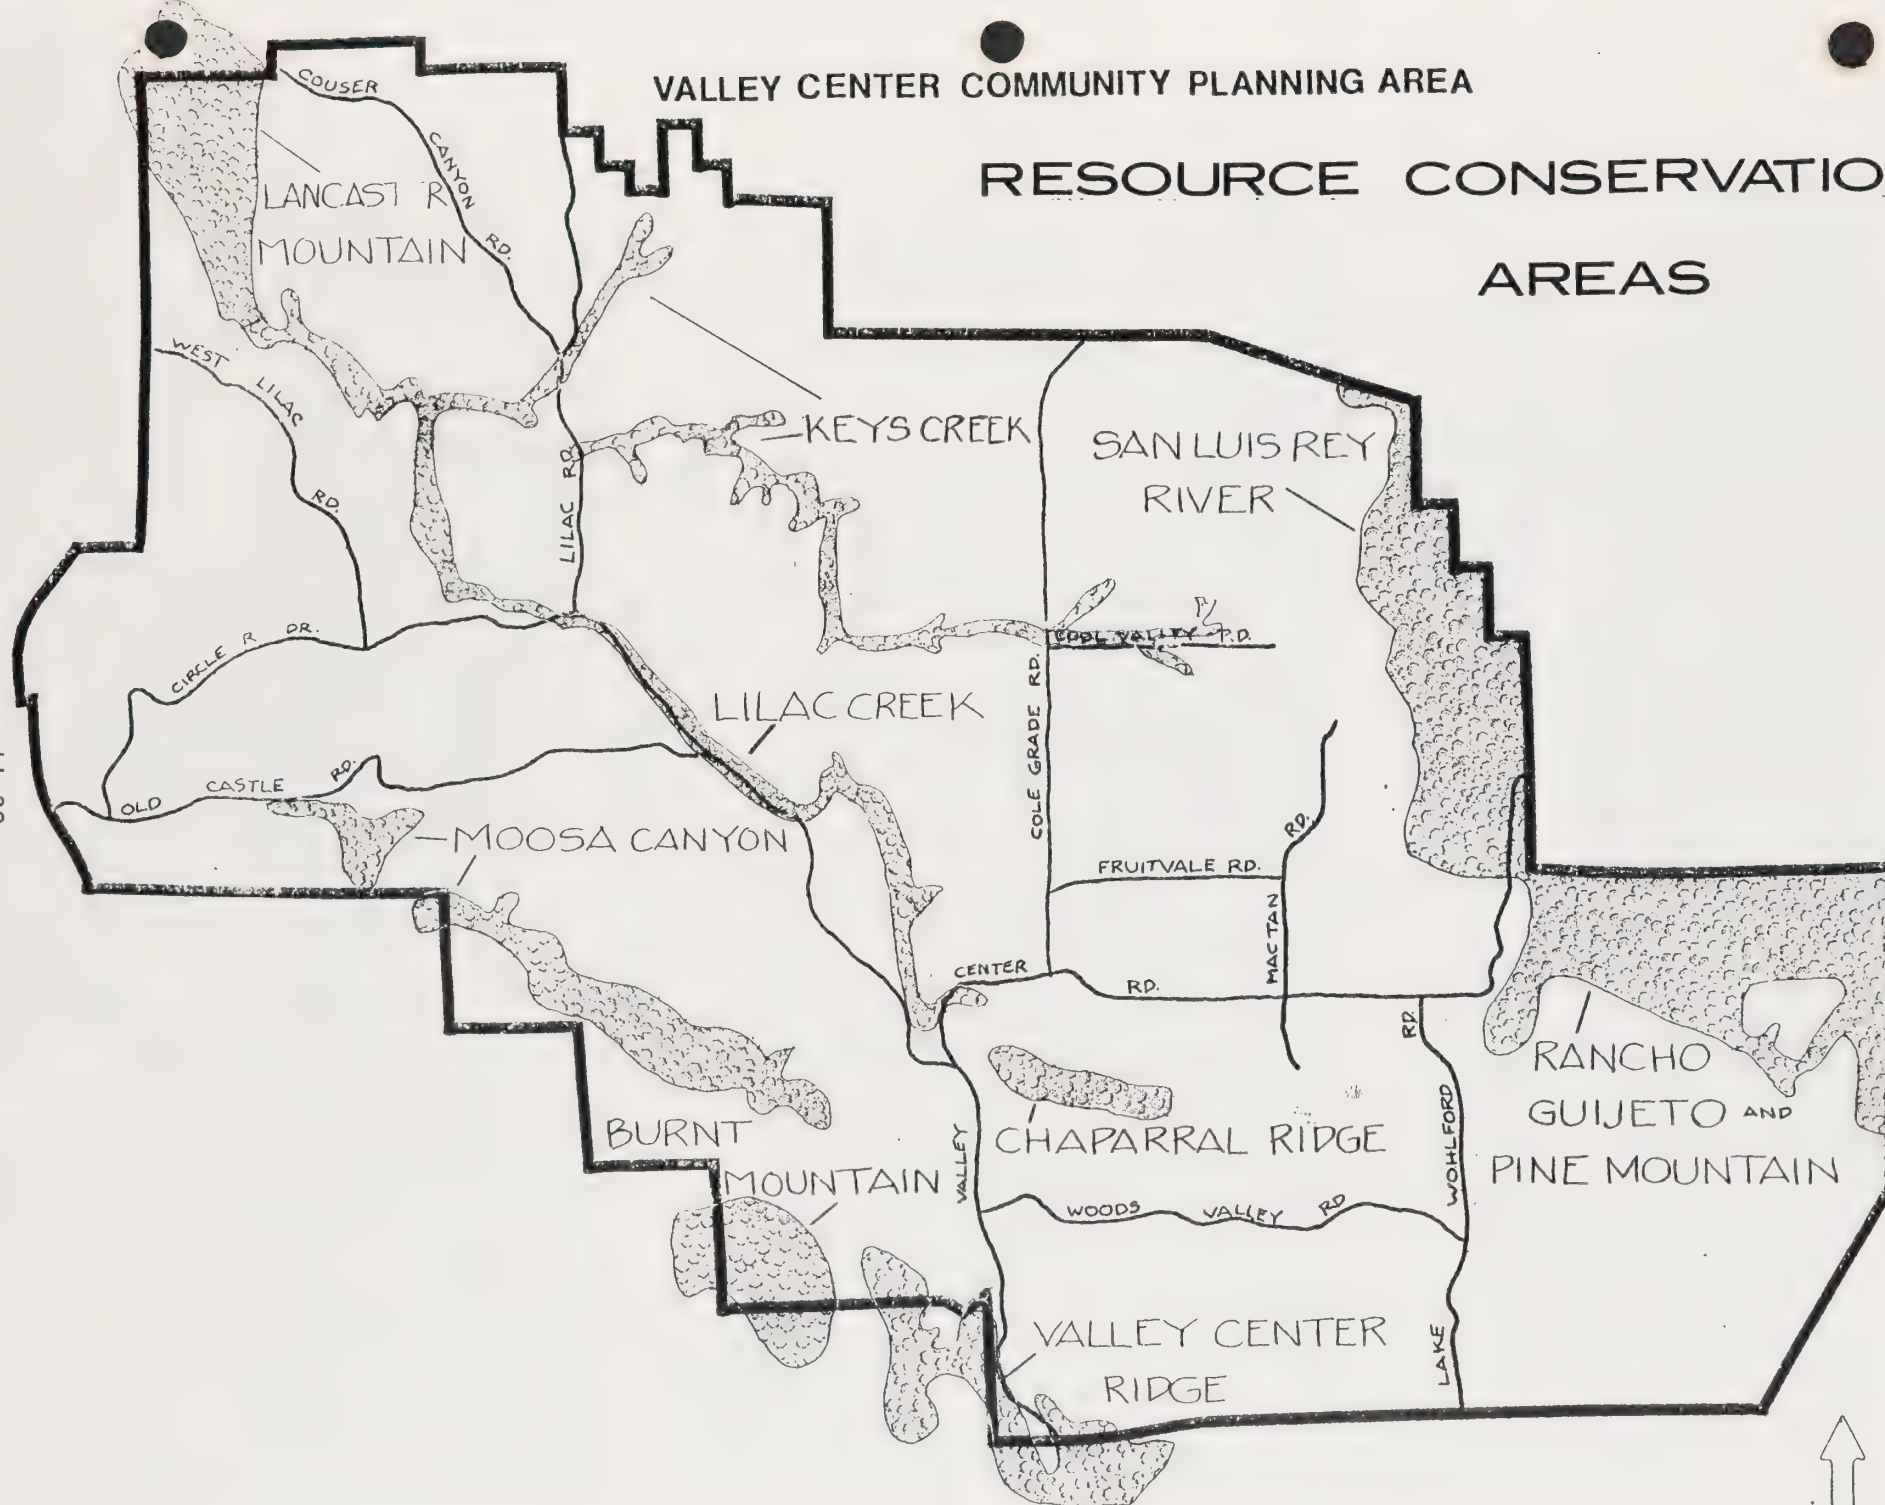 VALLEY CENTER COMMUNITY PLANNING AREA
RESOURCE CONSERVATIO
AREAS
COUSER
CANYON
RD.
LANCAST R
MOUNTAIN
WEST
LILAC
RD.
KEYS CREEK
SAN LUIS REY
RIVER
LILAC RD.
COOL VALLEY RD.
CIRCLE R DR.
LILAC CREEK
COLE GRADE RD.
OLD CASTLE RD.
MOOSA CANYON
FRUITVALE RD.
MACTAN RD.
VALLEY CENTER RD.
RANCHO
GUIJETO AND
PINE MOUNTAIN
BURNT
MOUNTAIN
CHAPARRAL RIDGE
WOODS VALLEY RD
LAKE WOHLFORD RD.
VALLEY CENTER
RIDGE